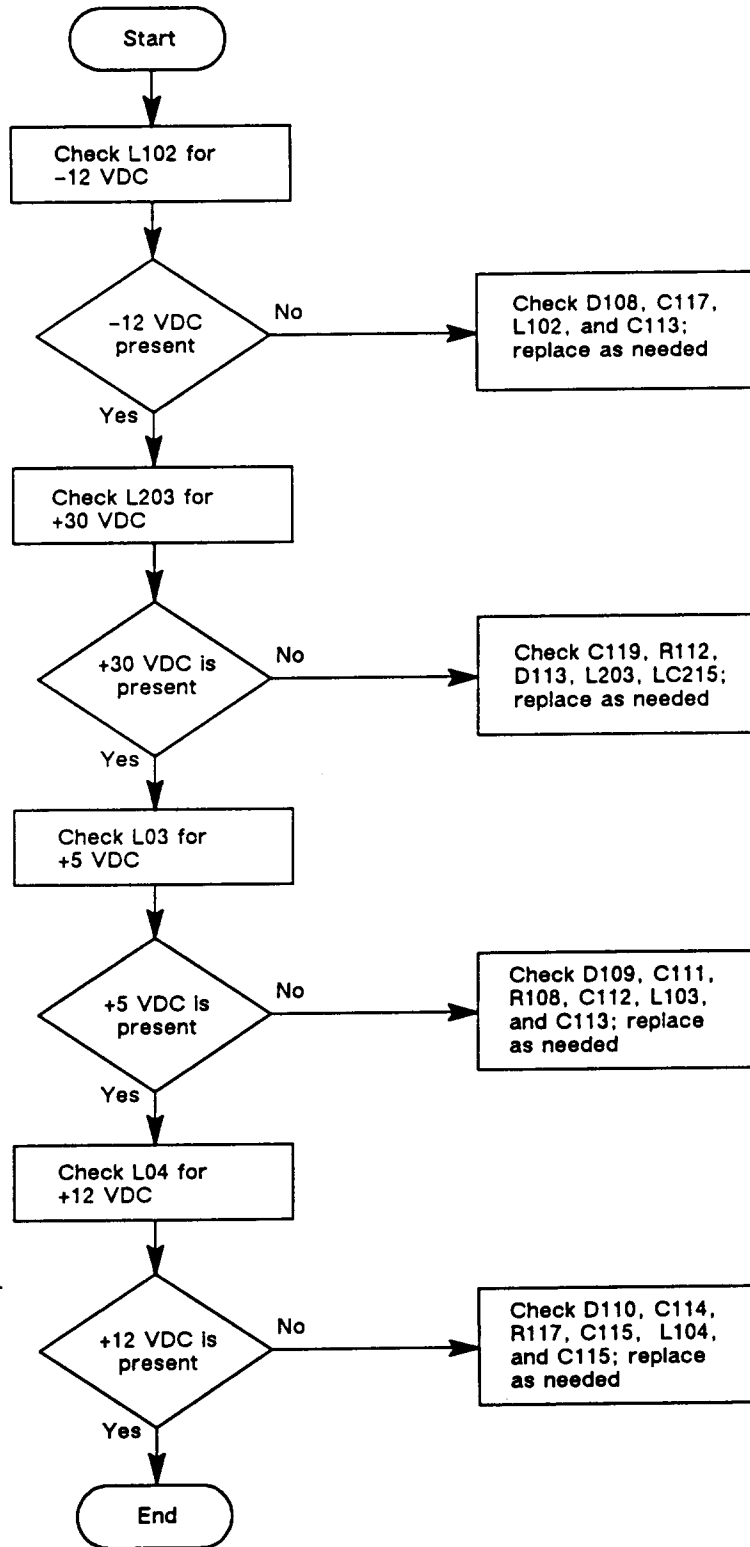 Start
Check L102 for
–12 VDC
–12 VDC
present
No
Check D108, C117,
L102, and C113;
replace as needed
Yes
Check L203 for
+30 VDC
+30 VDC is
present
No
Check C119, R112,
D113, L203, LC215;
replace as needed
Yes
Check L03 for
+5 VDC
+5 VDC is
present
No
Check D109, C111,
R108, C112, L103,
and C113; replace
as needed
Yes
Check L04 for
+12 VDC
+12 VDC is
present
No
Check D110, C114,
R117, C115, L104,
and C115; replace
as needed
Yes
End